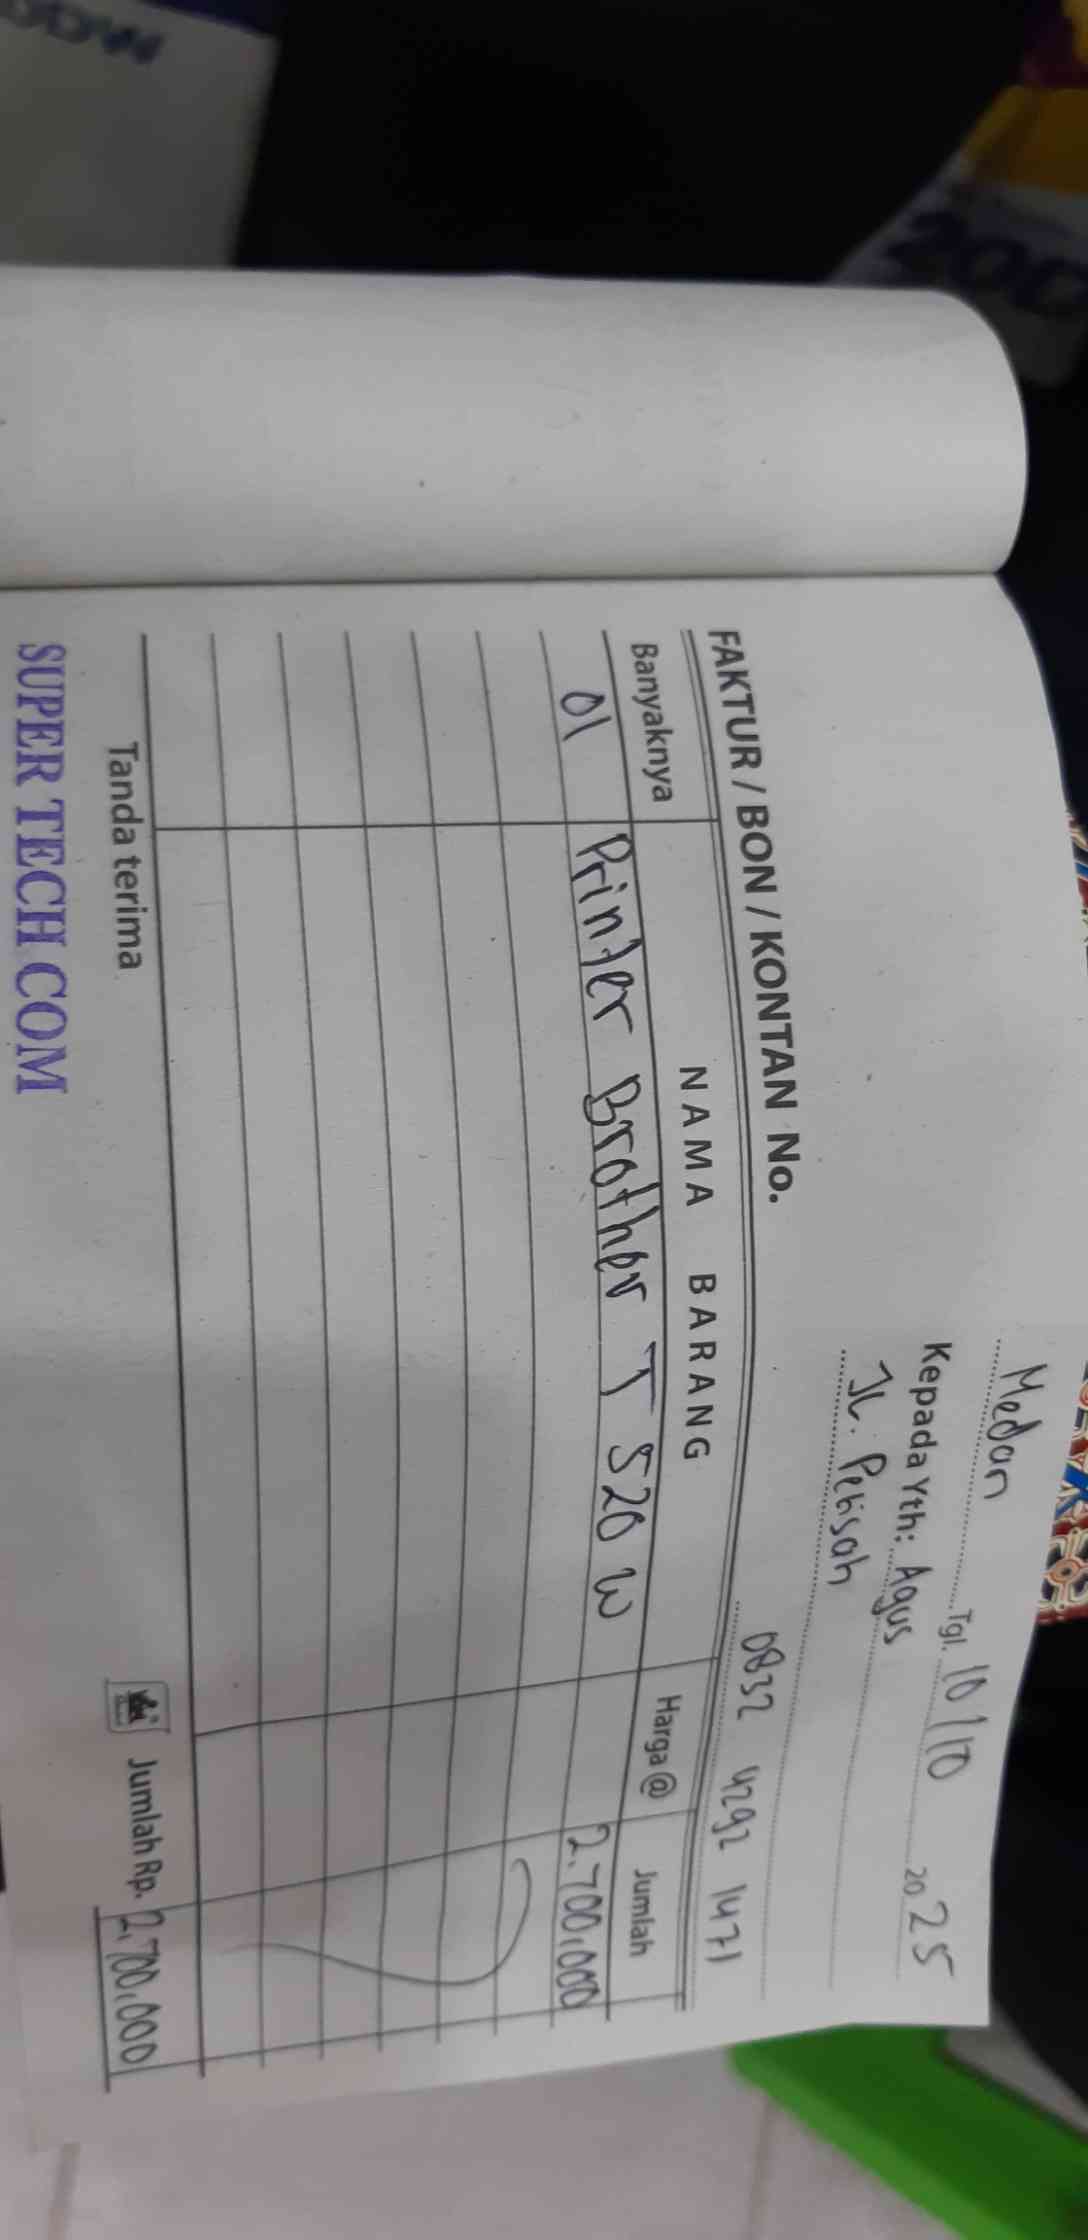 Medan Tgl. 10/10 2025
Kepada Yth: Agus
JL. Petisah
0832 4292 1471
FAKTUR / BON / KONTAN No.
Banyaknya NAMA BARANG Harga@ Jumlah
01 Printer Brother T 520 W 2.700.000
Tanda terima Jumlah Rp. 2.700.000
SUPER TECH COM